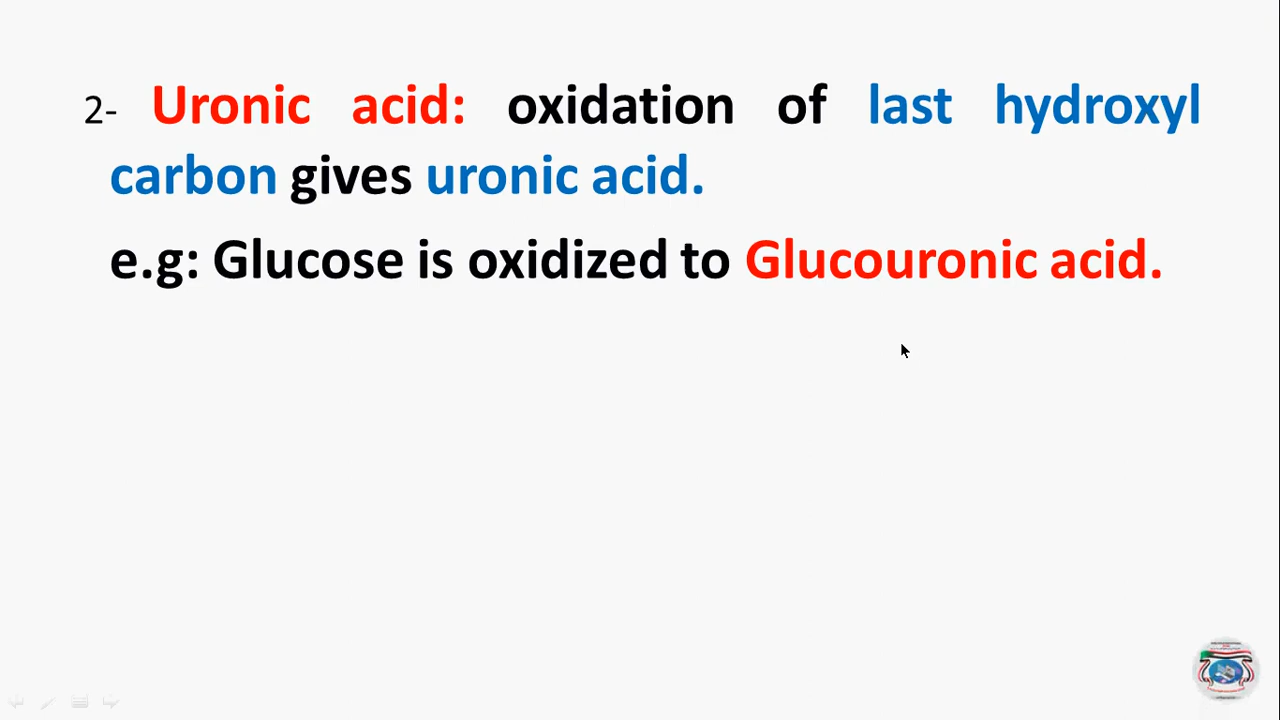 2- Uronic acid: oxidation of last hydroxyl
carbon gives uronic acid.
e.g: Glucose is oxidized to Glucouronic acid.